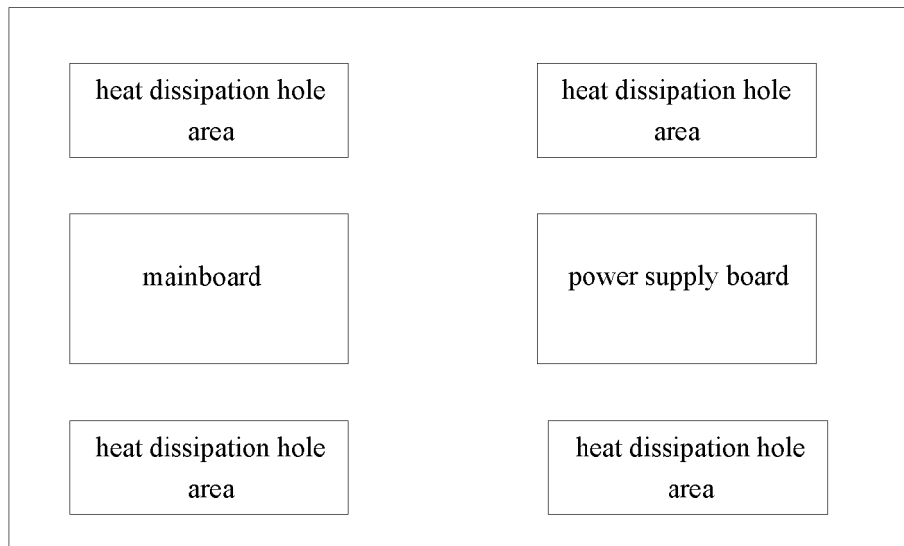 heat dissipation hole
area
heat dissipation hole
area
mainboard
power supply board
heat dissipation hole
area
heat dissipation hole
area